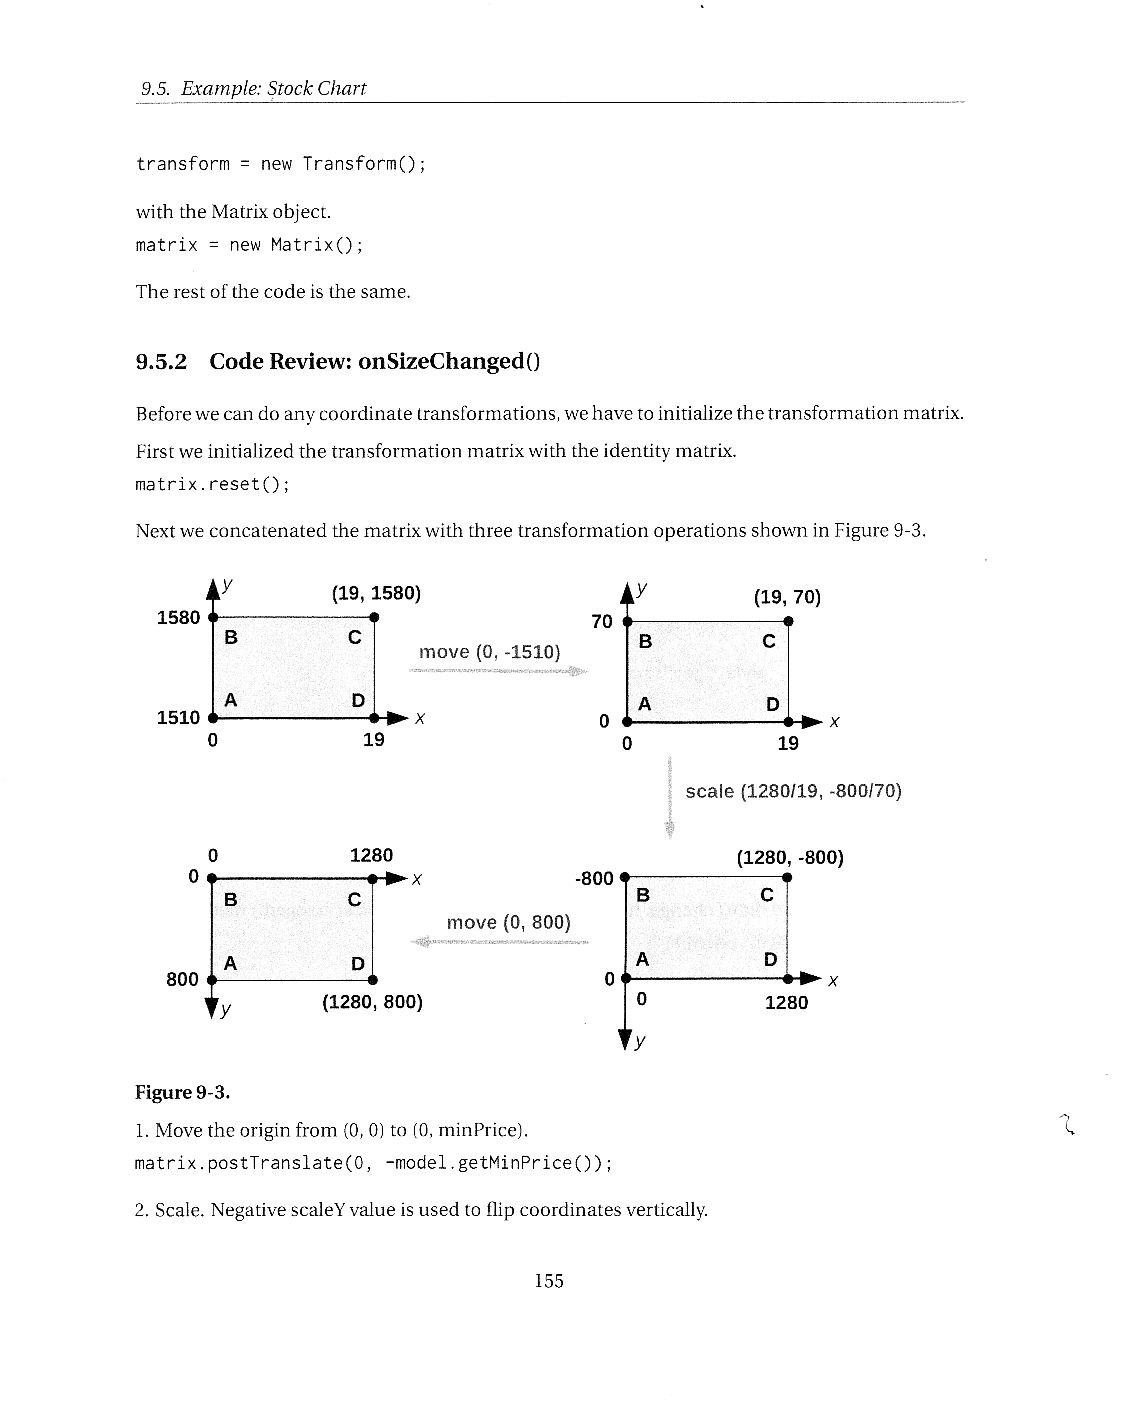 9.5. Example: Stock Chart
transform = new Transform();
with the Matrix object.
matrix = new Matrix();
The rest of the code is the same.
9.5.2 Code Review: onSizeChanged()
Before we can do any coordinate transformations, we have to initialize the transformation matrix.
First we initialized the transformation matrix with the identity matrix.
matrix.reset();
Next we concatenated the matrix with three transformation operations shown in Figure 9-3.
y
(19, 1580)
1580
B C
A D
1510
x
0 19
move (0, -1510)
y
(19, 70)
70
B C
A D
0
x
0 19
scale (1280/19, -800/70)
(1280, -800)
-800
B C
A D
0
x
0 1280
y
move (0, 800)
0 1280
0
x
B C
A D
800
(1280, 800)
y
Figure 9-3.
1. Move the origin from (0, 0) to (0, minPrice).
matrix.postTranslate(0, -model.getMinPrice());
2. Scale. Negative scaleY value is used to flip coordinates vertically.
155